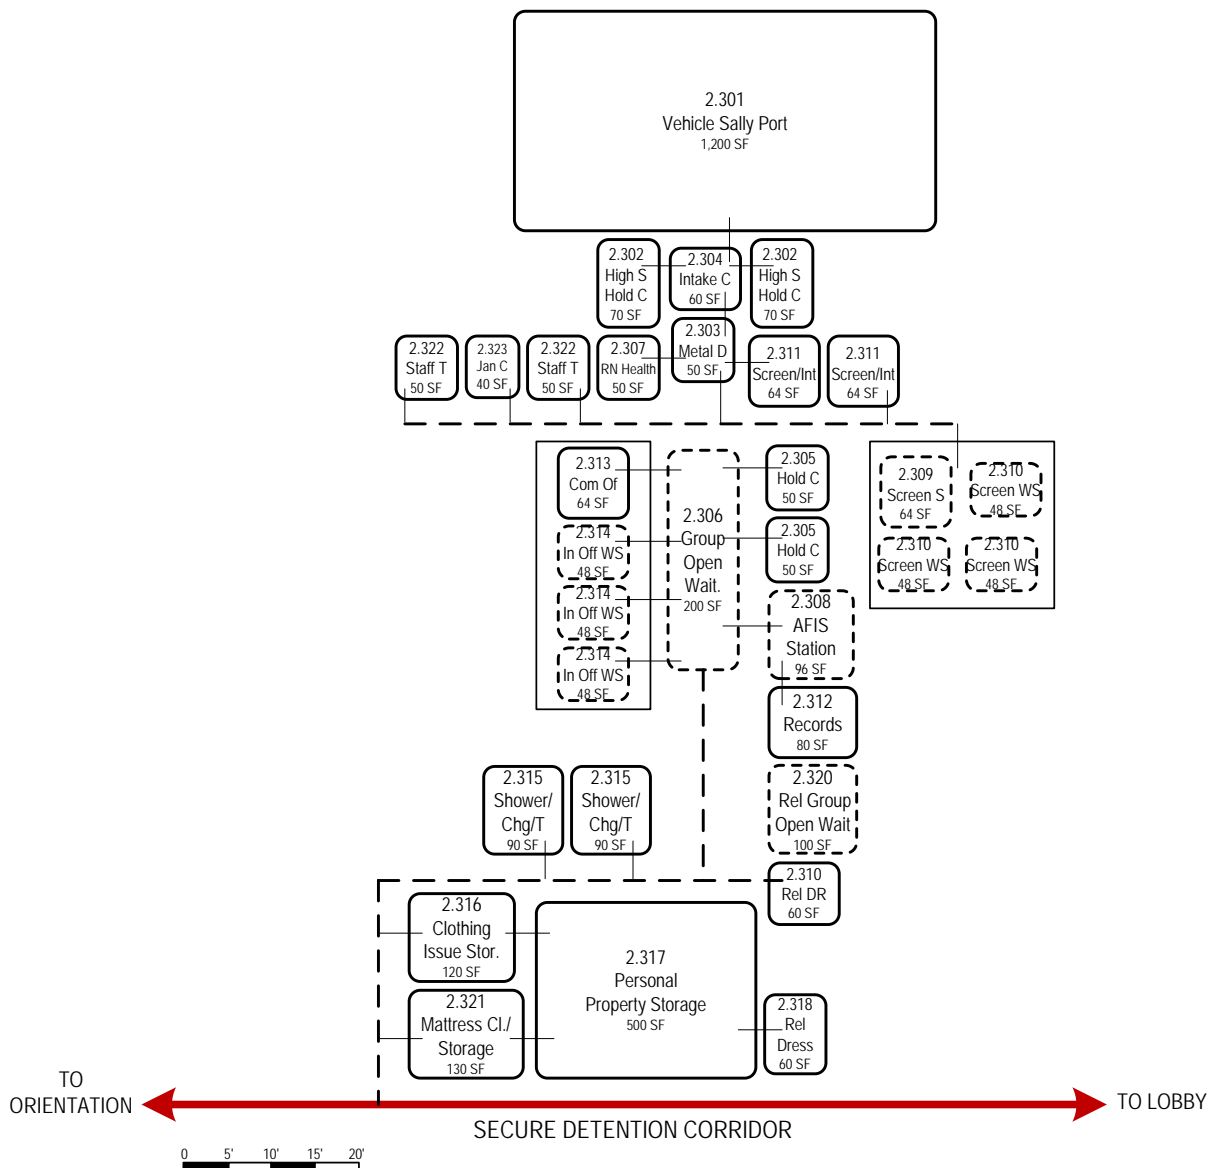 2.301
Vehicle Sally Port
1,200 SF
2.302
High S
Hold C
70 SF
2.304
Intake C
60 SF
2.302
High S
Hold C
70 SF
2.322
Staff T
50 SF
2.323
Jan C
40 SF
2.322
Staff T
50 SF
2.307
RN Health
50 SF
2.303
Metal D
50 SF
2.311
Screen/Int
64 SF
2.311
Screen/Int
64 SF
2.313
Com Of
64 SF
2.314
In Off WS
48 SF
2.314
In Off WS
48 SF
2.314
In Off WS
48 SF
2.306
Group
Open
Wait.
200 SF
2.305
Hold C
50 SF
2.305
Hold C
50 SF
2.308
AFIS
Station
96 SF
2.312
Records
80 SF
2.309
Screen S
64 SF
2.310
Screen WS
48 SF
2.310
Screen WS
48 SF
2.310
Screen WS
48 SF
2.315
Shower/
Chg/T
90 SF
2.315
Shower/
Chg/T
90 SF
2.320
Rel Group
Open Wait
100 SF
2.310
Rel DR
60 SF
2.316
Clothing
Issue Stor.
120 SF
2.317
Personal
Property Storage
500 SF
2.321
Mattress Cl./
Storage
130 SF
2.318
Rel
Dress
60 SF
TO
ORIENTATION
TO LOBBY
SECURE DETENTION CORRIDOR
0 5' 10' 15' 20'